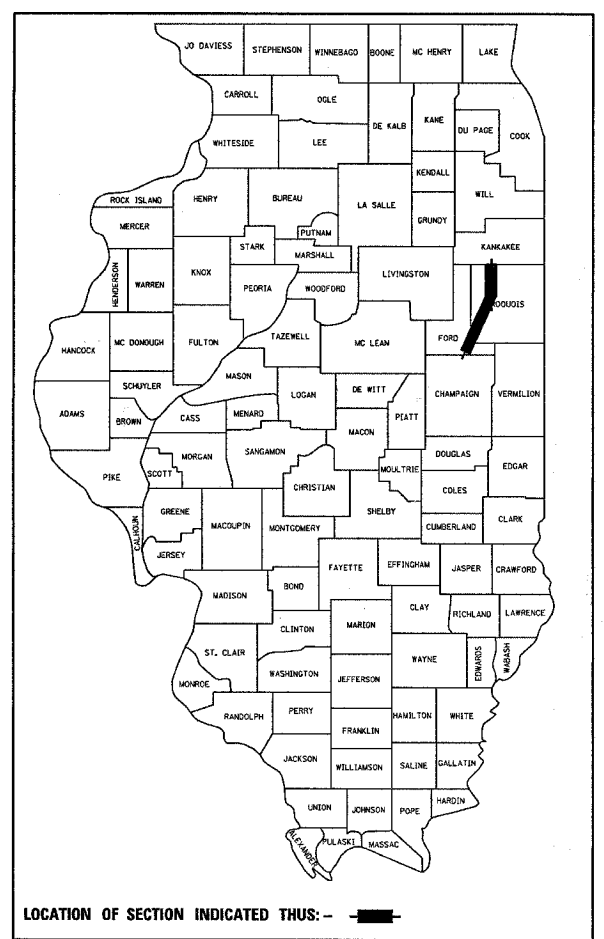 JO DAVIESS STEPHENSON WINNEBAGO BOONE MC HENRY LAKE
CARROLL OGLE DE KALB KANE DU PAGE COOK
WHITESIDE LEE KENDALL WILL
ROCK ISLAND HENRY BUREAU LA SALLE GRUNDY
MERCER PUTNAM KANKAKEE
STARK MARSHALL
HENDERSON WARREN KNOX PEORIA WOODFORD LIVINGSTON ROQUOIS
HANCOCK MC DONOUGH FULTON TAZEWELL MC LEAN FORD
SCHUYLER MASON LOGAN DE WITT CHAMPAIGN VERMILION
ADAMS BROWN CASS MENARD MACON PIATT
MORGAN SANGAMON DOUGLAS EDGAR
PIKE SCOTT CHRISTIAN MOULTRIE COLES
GREENE MACOUPIN MONTGOMERY SHELBY CUMBERLAND CLARK
CALHOUN JERSEY
FAYETTE EFFINGHAM JASPER CRAWFORD
MADISON BOND CLAY RICHLAND LAWRENCE
CLINTON MARION
ST. CLAIR WAYNE EDWARDS WABASH
MONROE WASHINGTON JEFFERSON
RANDOLPH PERRY HAMILTON WHITE
FRANKLIN
JACKSON WILLIAMSON SALINE GALLATIN
UNION JOHNSON POPE HARDIN
ALEXANDER PULASKI MASSAC
LOCATION OF SECTION INDICATED THUS: -